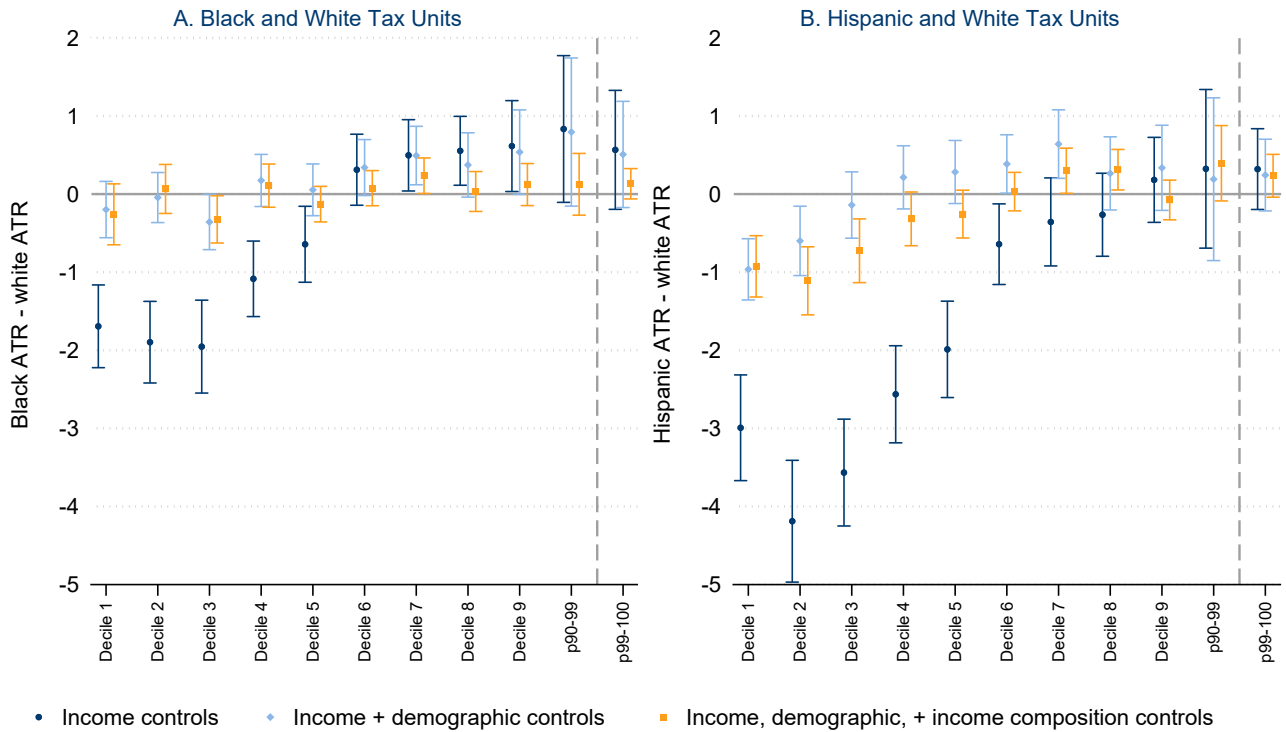 A. Black and White Tax Units
Black ATR - white ATR
2
1
0
-1
-2
-3
-4
-5
Decile 1
Decile 2
Decile 3
Decile 4
Decile 5
Decile 6
Decile 7
Decile 8
Decile 9
p90-99
p99-100
B. Hispanic and White Tax Units
Hispanic ATR - white ATR
2
1
0
-1
-2
-3
-4
-5
Decile 1
Decile 2
Decile 3
Decile 4
Decile 5
Decile 6
Decile 7
Decile 8
Decile 9
p90-99
p99-100
Income controls
Income + demographic controls
Income, demographic, + income composition controls